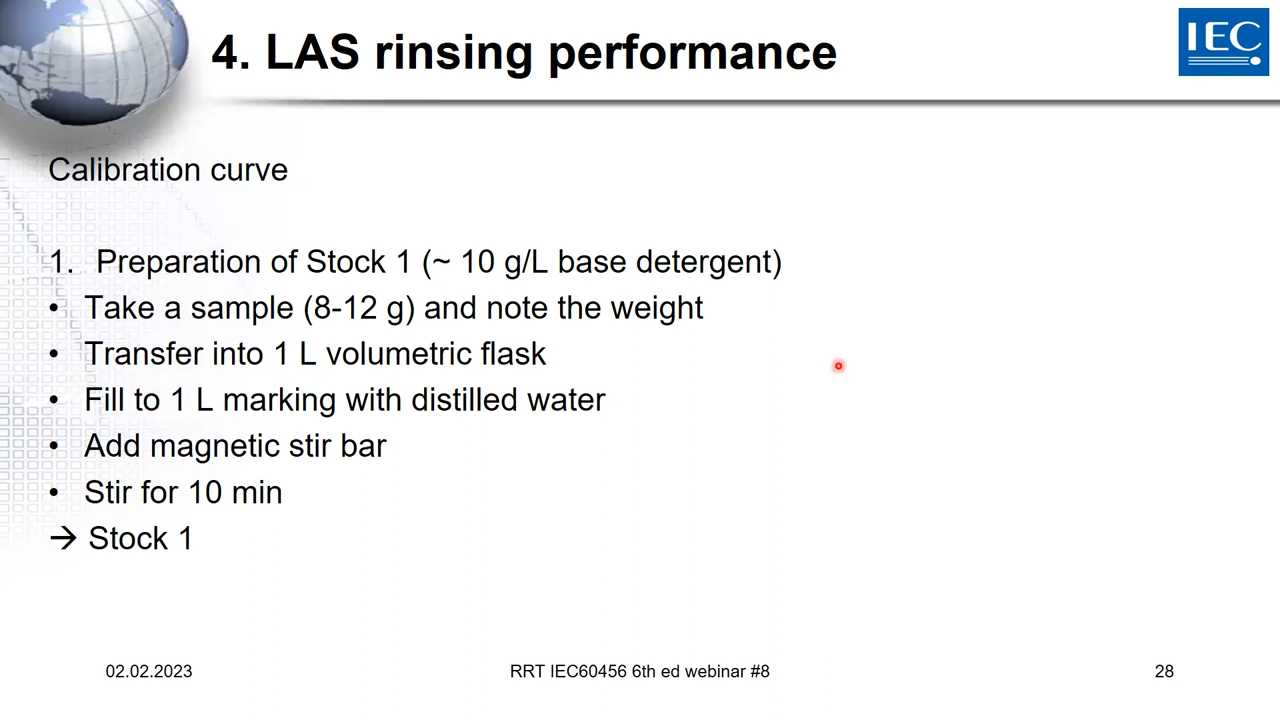 4. LAS rinsing performance
IEC
Calibration curve
1. Preparation of Stock 1 (~ 10 g/L base detergent)
• Take a sample (8-12 g) and note the weight
• Transfer into 1 L volumetric flask
• Fill to 1 L marking with distilled water
• Add magnetic stir bar
• Stir for 10 min
→ Stock 1
02.02.2023
RRT IEC60456 6th ed webinar #8
28